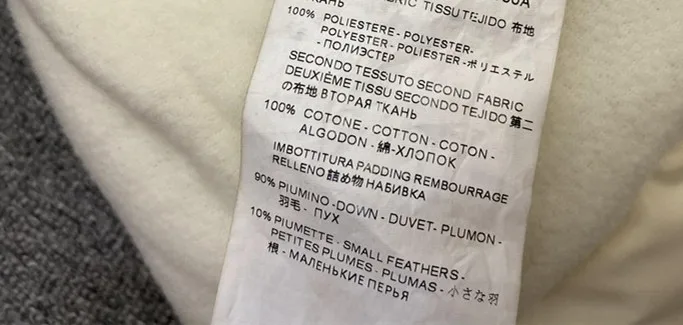 TISSUTEJIDO 布地
ТКАНЬ
100% POLIESTERE - POLYESTER-
POLYESTER - POLIESTER -ポリエステル
- ПОЛИЭСТЕР
SECONDO TESSUTO SECOND FABRIC
DEUXIÈME TISSU SECONDO TEJIDO 第二
の布地 ВТОРАЯ ТКАНЬ
100% COTONE - COTTON - COTON -
ALGODON - 綿-ХЛОПОК
IMBOTTITURA PADDING REMBOURRAGE
RELLENO 詰め物 НАБИВКА
90% PIUMINO -DOWN - DUVET- PLUMON -
羽毛 - ПУХ
10% PIUMETTE - SMALL FEATHERS -
PETITES PLUMES - PLUMAS - 小さな羽
根 - МАЛЕНЬКИЕ ПЕРЬЯ